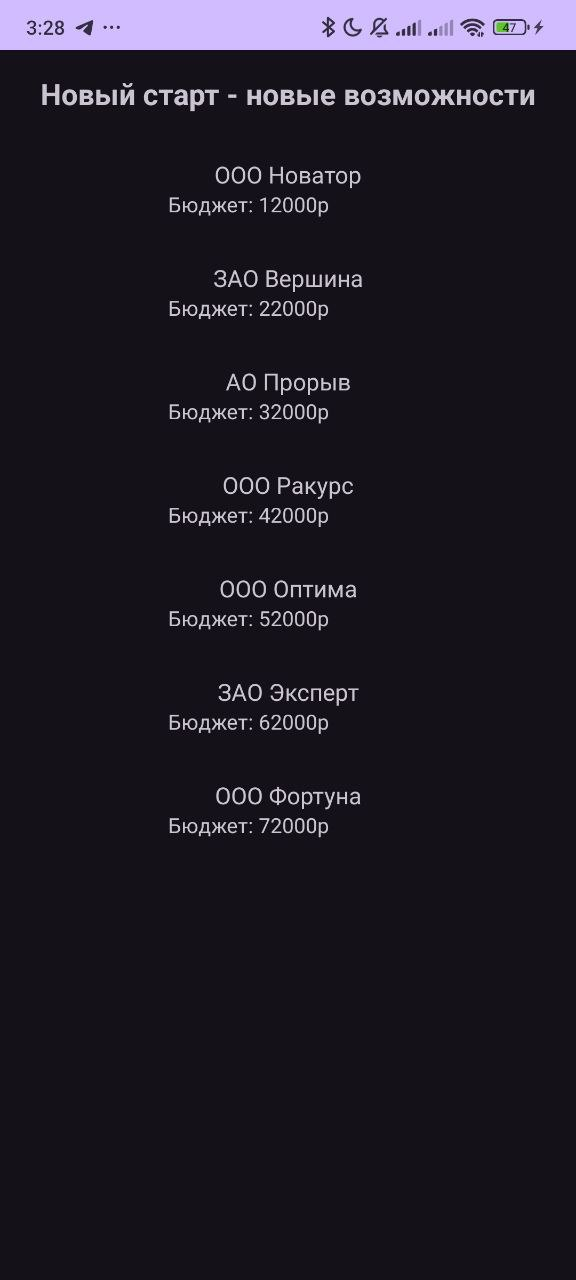 3:28
47
Новый старт - новые возможности
ООО Новатор
Бюджет: 12000р
ЗАО Вершина
Бюджет: 22000р
АО Прорыв
Бюджет: 32000р
ООО Ракурс
Бюджет: 42000р
ООО Оптима
Бюджет: 52000р
ЗАО Эксперт
Бюджет: 62000р
ООО Фортуна
Бюджет: 72000р